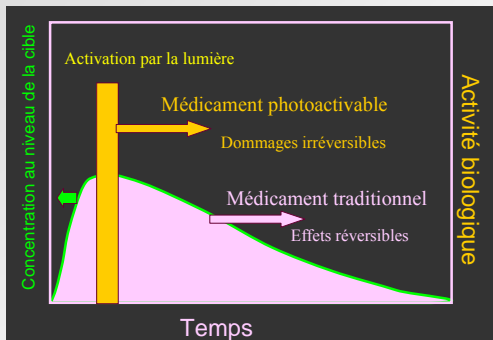 Concentration au niveau de la cible
Activation par la lumière
Médicament photoactivable
Dommages irréversibles
Médicament traditionnel
Effets réversibles
Activité biologique
Temps